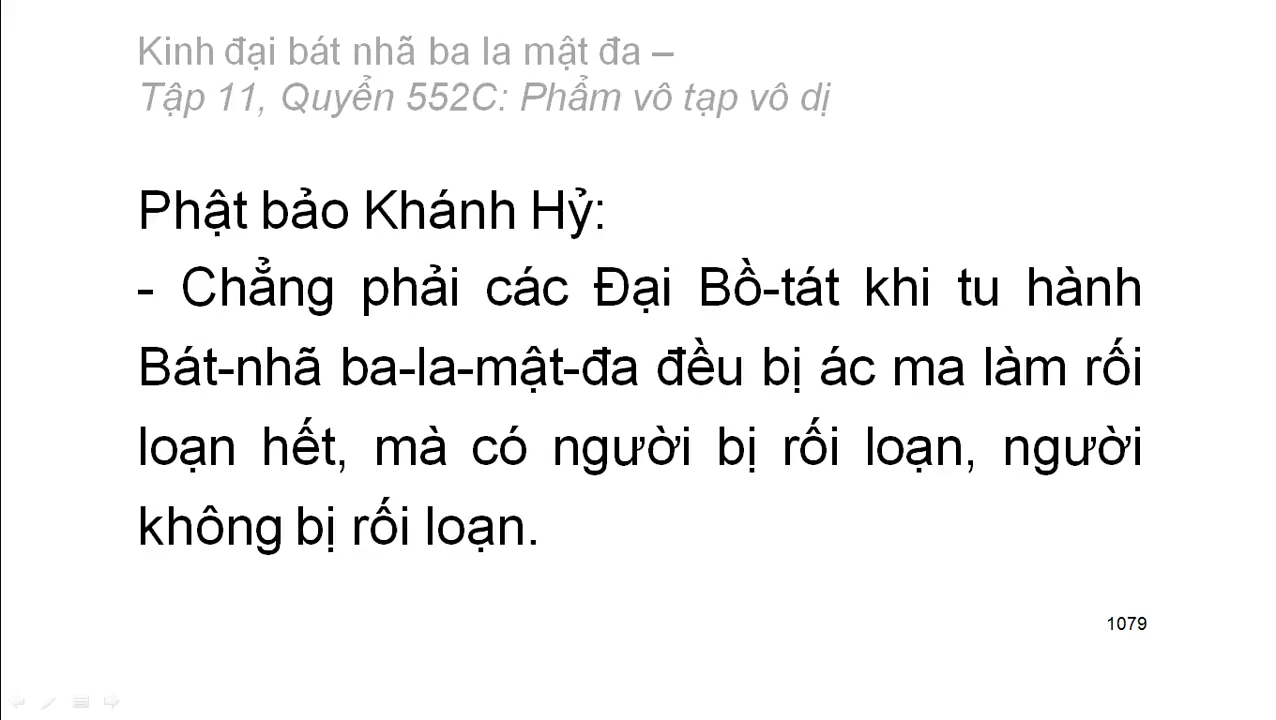 Kinh đại bát nhã ba la mật đa –
Tập 11, Quyển 552C: Phẩm vô tạp vô dị
Phật bảo Khánh Hỷ:
- Chẳng phải các Đại Bồ-tát khi tu hành
Bát-nhã ba-la-mật-đa đều bị ác ma làm rối
loạn hết, mà có người bị rối loạn, người
không bị rối loạn.
1079